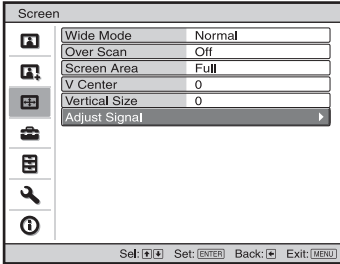 Screen
Wide Mode Normal
Over Scan Off
Screen Area Full
V Center 0
Vertical Size 0
Adjust Signal
Sel: Set: ENTER Back: Exit: MENU